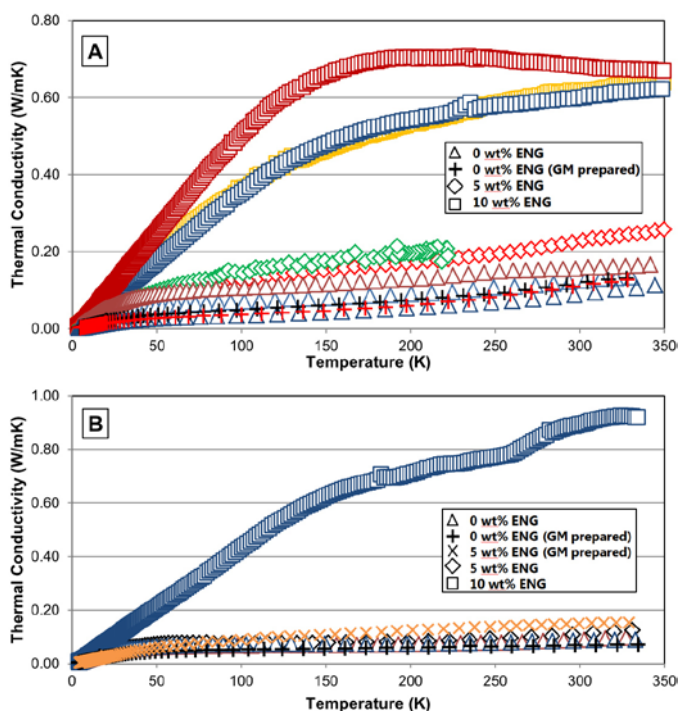 0.80
A
0.60
0.40
0.20
0.00
Thermal Conductivity (W/mK)
0 wt% ENG
0 wt% ENG (GM prepared)
5 wt% ENG
10 wt% ENG
0 50 100 150 200 250 300 350
Temperature (K)
1.00
B
0.80
0.60
0.40
0.20
0.00
Thermal Conductivity (W/mK)
0 wt% ENG
0 wt% ENG (GM prepared)
5 wt% ENG (GM prepared)
5 wt% ENG
10 wt% ENG
0 50 100 150 200 250 300 350
Temperature (K)